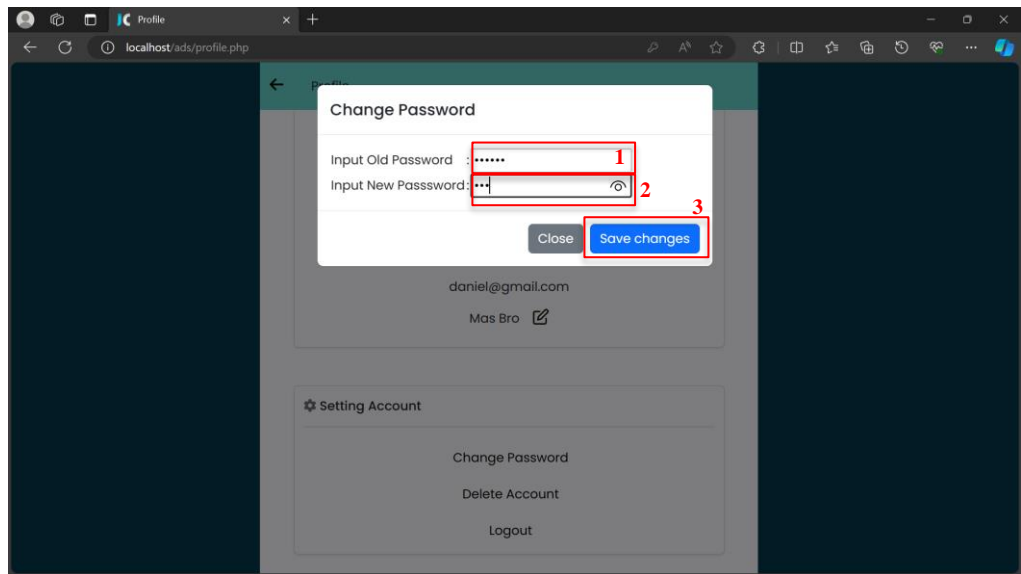 Profile
localhost/ads/profile.php
Profile
Change Password
Input Old Password : •••••• 1
Input New Passsword: ••• 2
3
Close Save changes
daniel@gmail.com
Mas Bro
Setting Account
Change Password
Delete Account
Logout